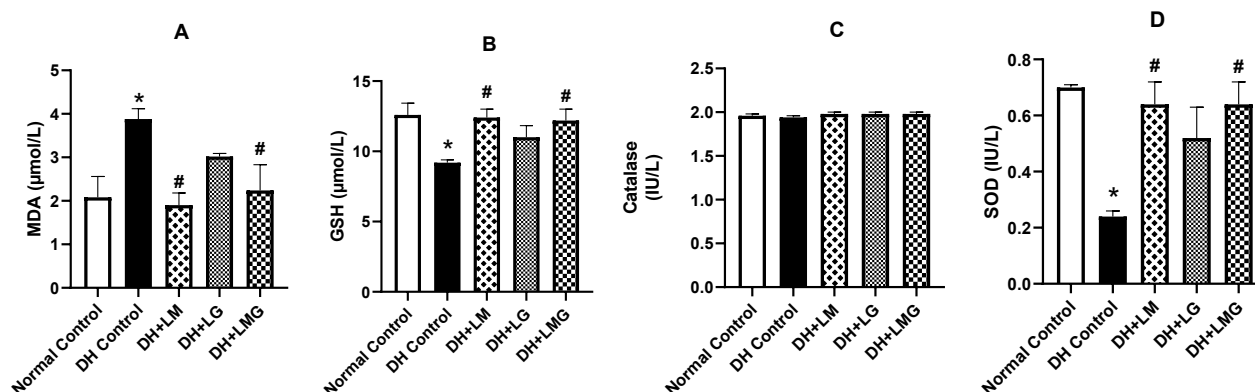 A
MDA (µmol/L)
5
4
3
2
1
0
*
#
#
Normal Control
DH Control
DH+LM
DH+LG
DH+LMG
B
GSH (µmol/L)
15
10
5
0
*
#
#
Normal Control
DH Control
DH+LM
DH+LG
DH+LMG
C
Catalase
(IU/L)
2.5
2.0
1.5
1.0
0.5
0.0
Normal Control
DH Control
DH+LM
DH+LG
DH+LMG
D
SOD (IU/L)
0.8
0.6
0.4
0.2
0.0
*
#
#
Normal Control
DH Control
DH+LM
DH+LG
DH+LMG